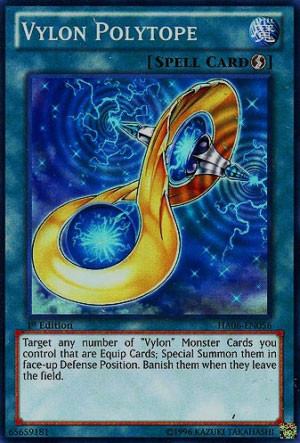 VYLON POLYTOPE
[SPELL CARD]
1st Edition
HA06-EN056
Target any number of "Vylon" Monster Cards you
control that are Equip Cards; Special Summon them in
face-up Defense Position. Banish them when they leave
the field.
65659181
©1996 KAZUKI TAKAHASHI